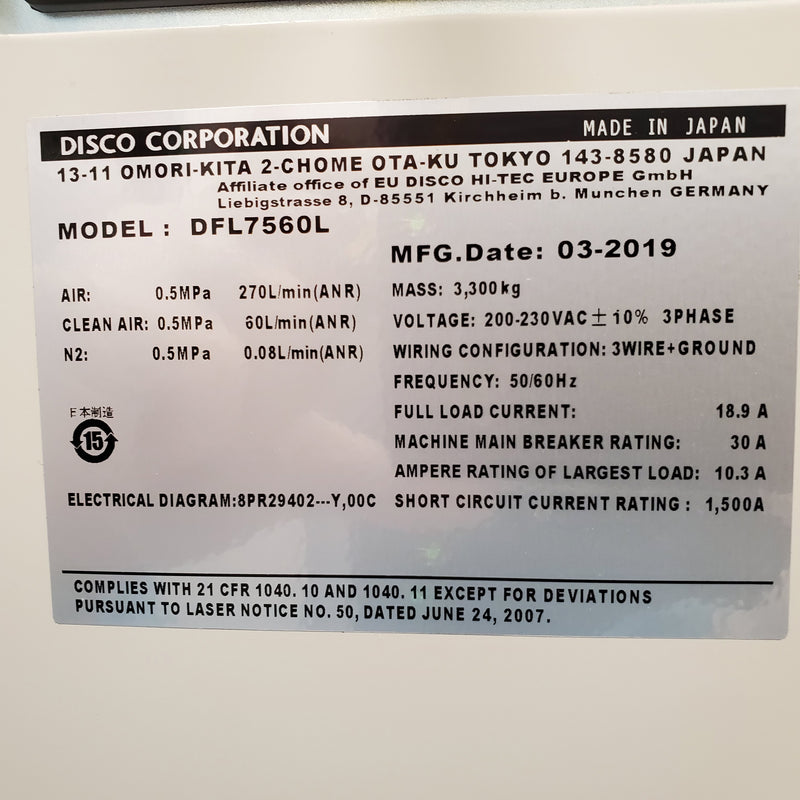 DISCO CORPORATION MADE IN JAPAN
13-11 OMORI-KITA 2-CHOME OTA-KU TOKYO 143-8580 JAPAN
Affiliate office of EU DISCO HI-TEC EUROPE GmbH
Liebigstrasse 8, D-85551 Kirchheim b. Munchen GERMANY
MODEL : DFL7560L
MFG.Date: 03-2019
AIR: 0.5MPa 270L/min(ANR)
CLEAN AIR: 0.5MPa 60L/min(ANR)
N2: 0.5MPa 0.08L/min(ANR)
日本制造
15
ELECTRICAL DIAGRAM:8PR29402---Y,00C
MASS: 3,300kg
VOLTAGE: 200-230VAC±10% 3PHASE
WIRING CONFIGURATION: 3WIRE+GROUND
FREQUENCY: 50/60Hz
FULL LOAD CURRENT: 18.9 A
MACHINE MAIN BREAKER RATING: 30 A
AMPERE RATING OF LARGEST LOAD: 10.3 A
SHORT CIRCUIT CURRENT RATING : 1,500A
COMPLIES WITH 21 CFR 1040. 10 AND 1040. 11 EXCEPT FOR DEVIATIONS
PURSUANT TO LASER NOTICE NO. 50, DATED JUNE 24, 2007.